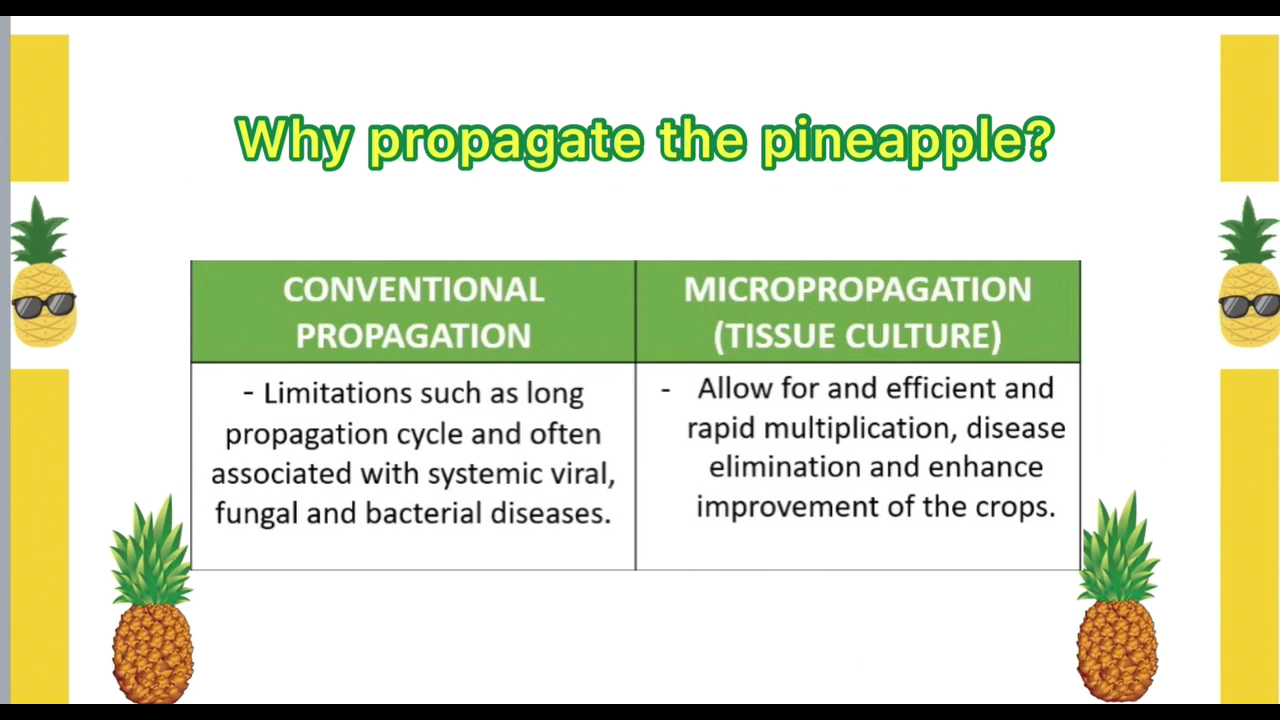 Why propagate the pineapple?
CONVENTIONAL
PROPAGATION
- Limitations such as long
propagation cycle and often
associated with systemic viral,
fungal and bacterial diseases.
MICROPROPAGATION
(TISSUE CULTURE)
- Allow for and efficient and
rapid multiplication, disease
elimination and enhance
improvement of the crops.